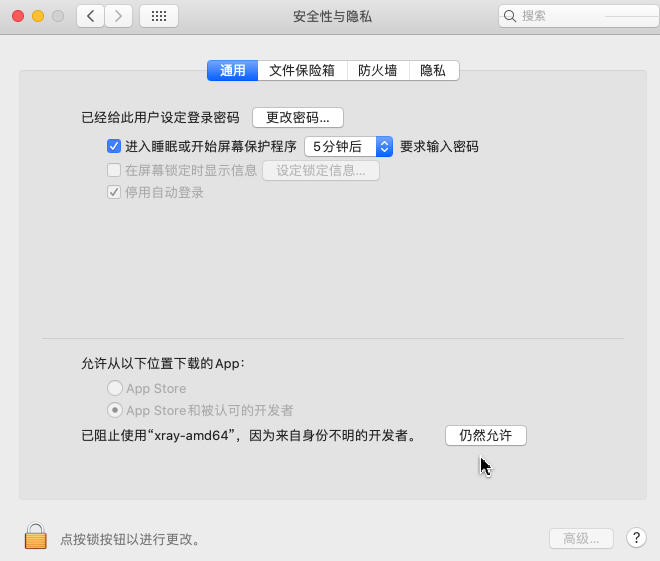 安全性与隐私
搜索
通用 文件保险箱 防火墙 隐私
已经给此用户设定登录密码 更改密码...
进入睡眠或开始屏幕保护程序 5分钟后 要求输入密码
在屏幕锁定时显示信息 设定锁定信息...
停用自动登录
允许从以下位置下载的App：
App Store
App Store和被认可的开发者
已阻止使用“xray-amd64”，因为来自身份不明的开发者。 仍然允许
点按锁按钮以进行更改。 高级... ?